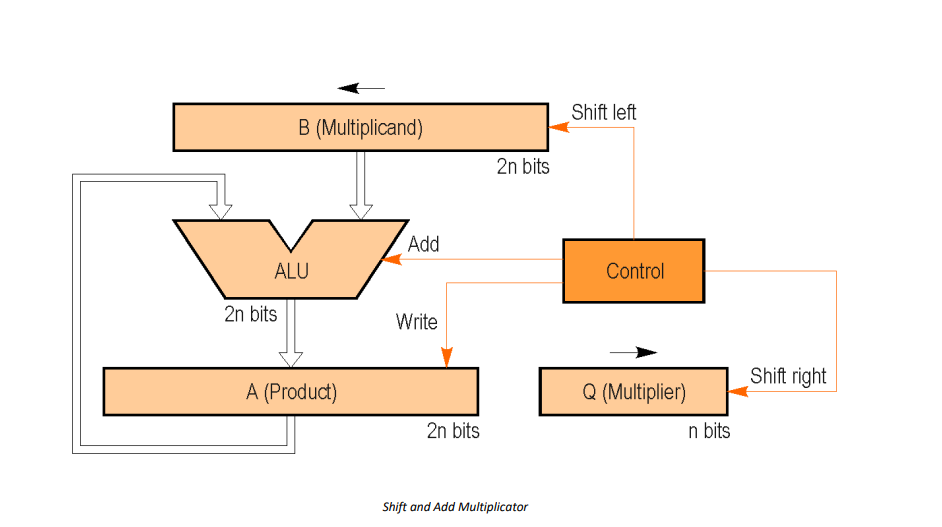 Shift left
B (Multiplicand)
2n bits
Add
ALU
Control
2n bits
Write
A (Product)
Q (Multiplier)
Shift right
2n bits
n bits
Shift and Add Multiplicator